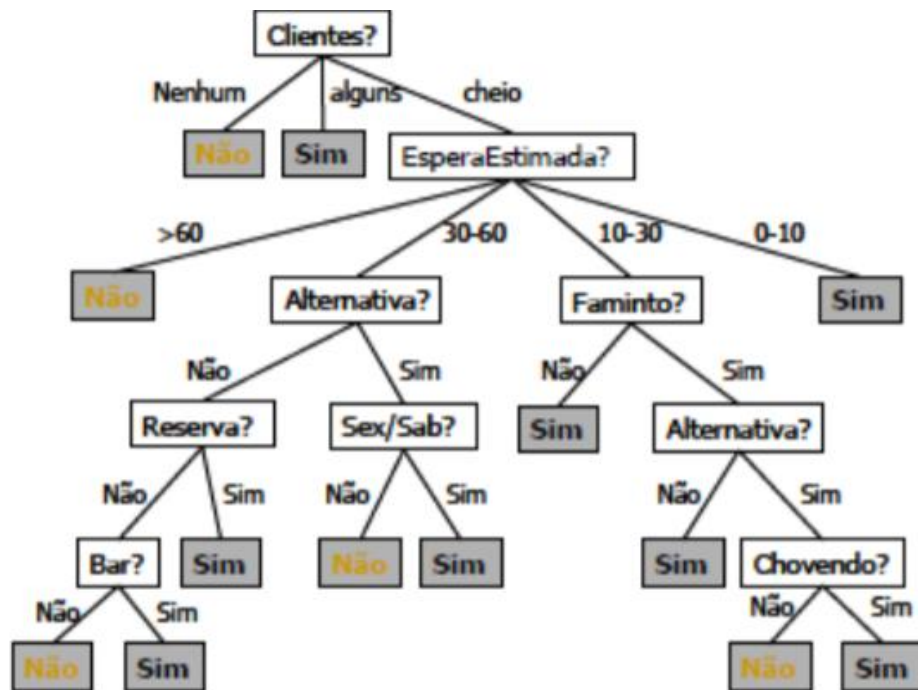 Clientes?
Nenhum alguns cheio
Não Sim EsperaEstimada?
>60 30-60 10-30 0-10
Não Alternativa? Faminto? Sim
Não Sim Não Sim
Reserva? Sex/Sab? Sim Alternativa?
Não Sim Não Sim Não Sim
Bar? Sim Não Sim Sim Chovendo?
Não Sim Não Sim
Não Sim Não Sim